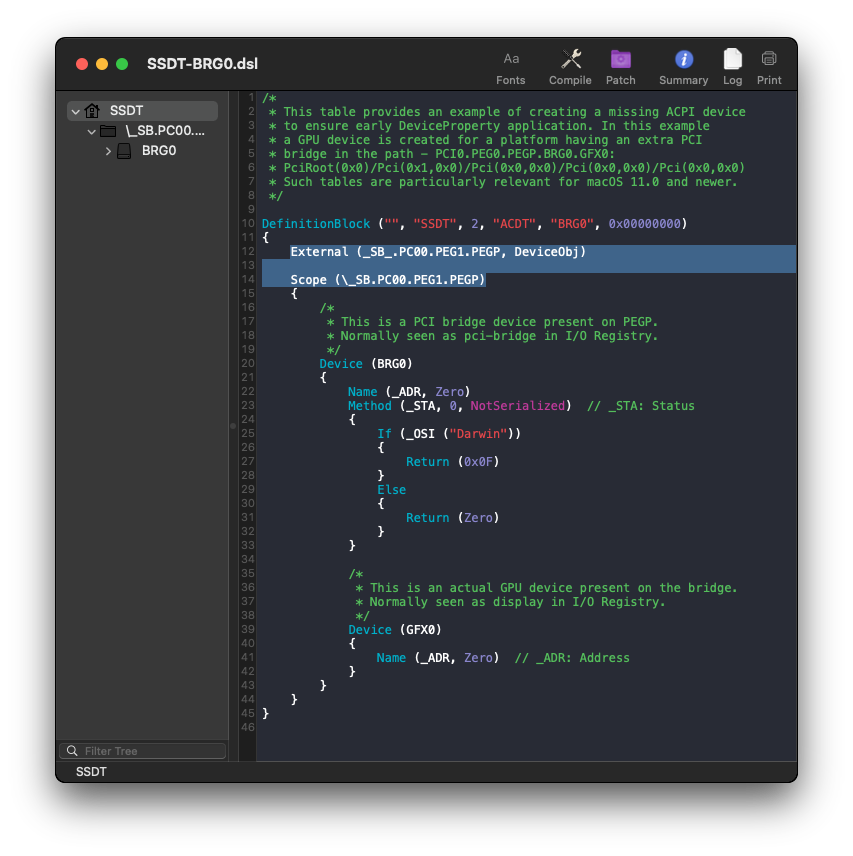 SSDT-BRG0.dsl
Aa
Fonts
Compile
Patch
Summary
Log
Print
SSDT
\_SB.PC00....
BRG0
1 /*
2  * This table provides an example of creating a missing ACPI device
3  * to ensure early DeviceProperty application. In this example
4  * a GPU device is created for a platform having an extra PCI
5  * bridge in the path - PCI0.PEG0.PEGP.BRG0.GFX0:
6  * PciRoot(0x0)/Pci(0x1,0x0)/Pci(0x0,0x0)/Pci(0x0,0x0)/Pci(0x0,0x0)
7  * Such tables are particularly relevant for macOS 11.0 and newer.
8  */
9
10 DefinitionBlock ("", "SSDT", 2, "ACDT", "BRG0", 0x00000000)
11 {
12     External (_SB_.PC00.PEG1.PEGP, DeviceObj)
13
14     Scope (\_SB.PC00.PEG1.PEGP)
15     {
16         /*
17          * This is a PCI bridge device present on PEGP.
18          * Normally seen as pci-bridge in I/O Registry.
19          */
20         Device (BRG0)
21         {
22             Name (_ADR, Zero)
23             Method (_STA, 0, NotSerialized)  // _STA: Status
24             {
25                 If (_OSI ("Darwin"))
26                 {
27                     Return (0x0F)
28                 }
29                 Else
30                 {
31                     Return (Zero)
32                 }
33             }
34
35             /*
36              * This is an actual GPU device present on the bridge.
37              * Normally seen as display in I/O Registry.
38              */
39             Device (GFX0)
40             {
41                 Name (_ADR, Zero)  // _ADR: Address
42             }
43         }
44     }
45 }
46
Filter Tree
SSDT